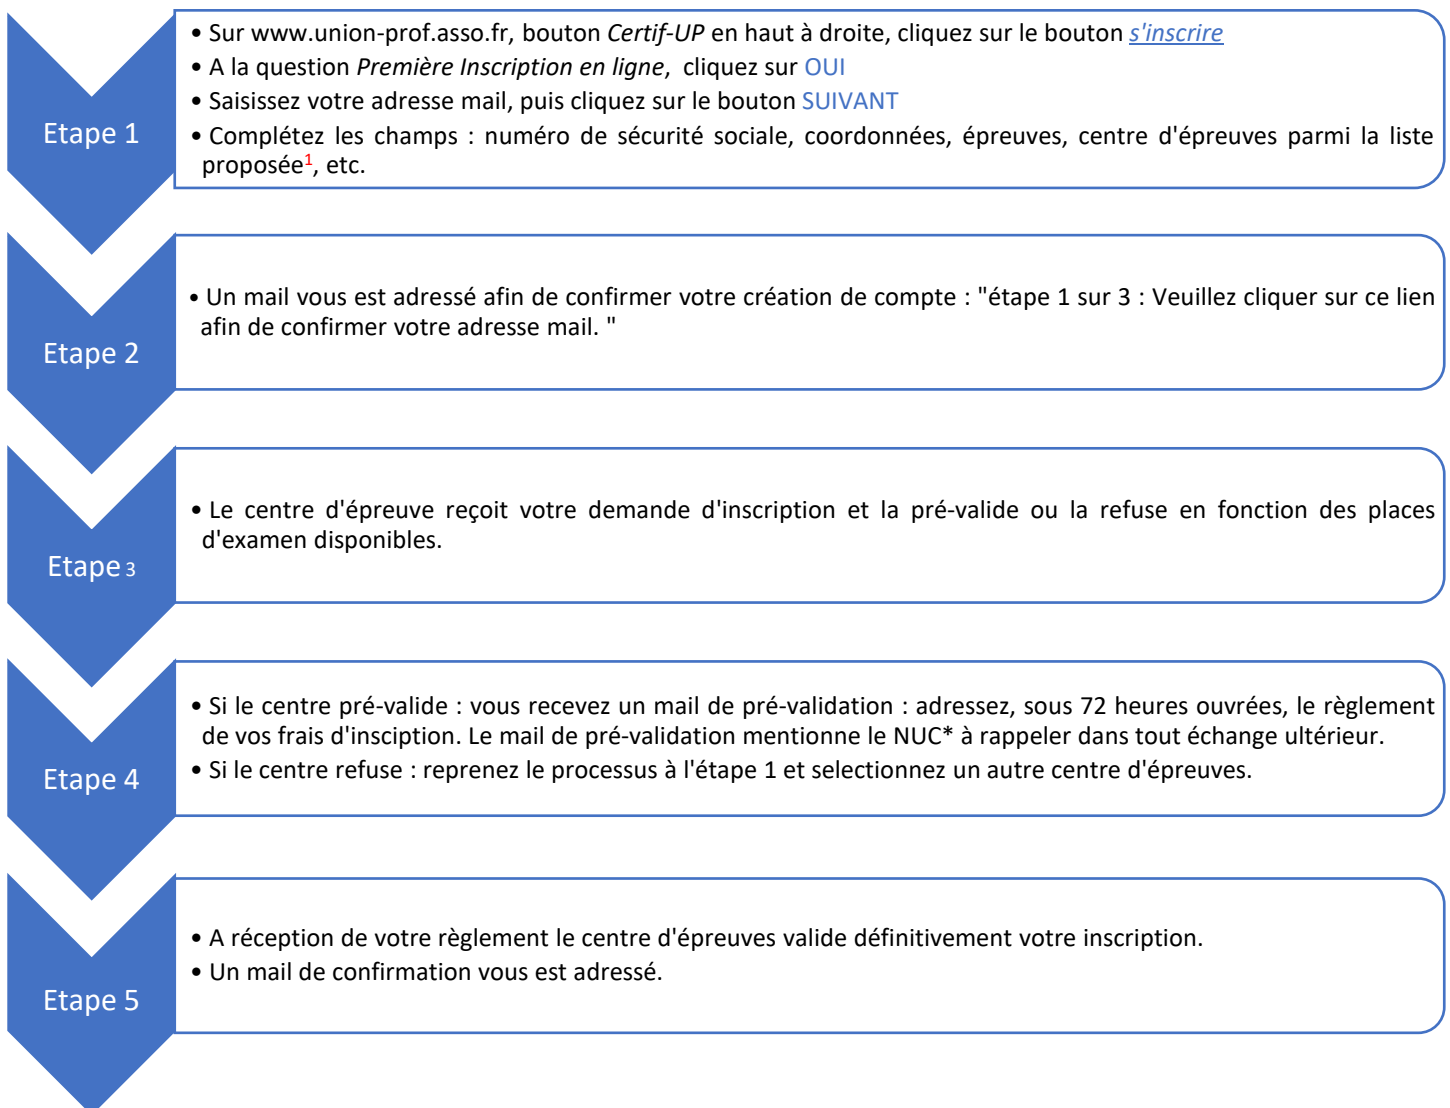 Etape 1
• Sur www.union-prof.asso.fr, bouton Certif-UP en haut à droite, cliquez sur le bouton s'inscrire
• A la question Première Inscription en ligne, cliquez sur OUI
• Saisissez votre adresse mail, puis cliquez sur le bouton SUIVANT
• Complétez les champs : numéro de sécurité sociale, coordonnées, épreuves, centre d'épreuves parmi la liste
proposée¹, etc.
Etape 2
• Un mail vous est adressé afin de confirmer votre création de compte : "étape 1 sur 3 : Veuillez cliquer sur ce lien
afin de confirmer votre adresse mail. "
Etape 3
• Le centre d'épreuve reçoit votre demande d'inscription et la pré-valide ou la refuse en fonction des places
d'examen disponibles.
Etape 4
• Si le centre pré-valide : vous recevez un mail de pré-validation : adressez, sous 72 heures ouvrées, le règlement
de vos frais d'insciption. Le mail de pré-validation mentionne le NUC* à rappeler dans tout échange ultérieur.
• Si le centre refuse : reprenez le processus à l'étape 1 et selectionnez un autre centre d'épreuves.
Etape 5
• A réception de votre règlement le centre d'épreuves valide définitivement votre inscription.
• Un mail de confirmation vous est adressé.